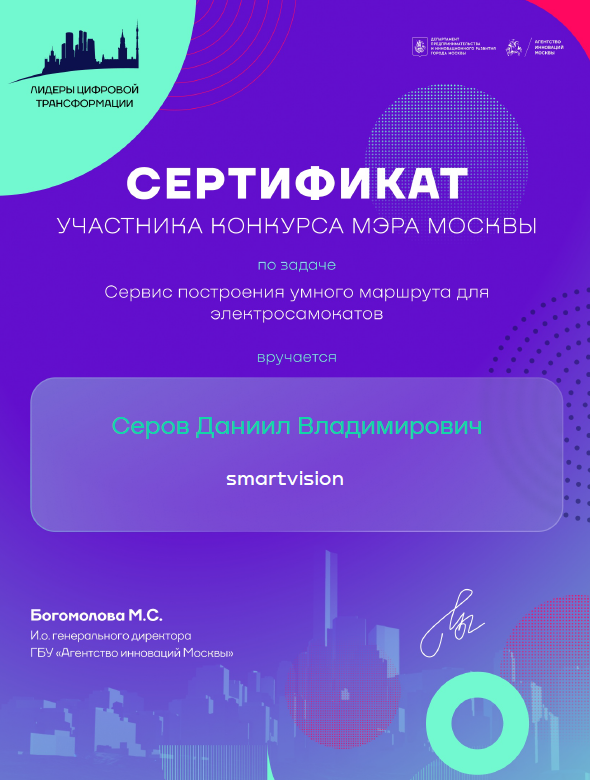 ЛИДЕРЫ ЦИФРОВОЙ
ТРАНСФОРМАЦИИ
ДЕПАРТАМЕНТ
ПРЕДПРИНИМАТЕЛЬСТВА
И ИННОВАЦИОННОГО РАЗВИТИЯ
ГОРОДА МОСКВЫ
АГЕНТСТВО
ИННОВАЦИЙ
МОСКВЫ
СЕРТИФИКАТ
УЧАСТНИКА КОНКУРСА МЭРА МОСКВЫ
по задаче
Сервис построения умного маршрута для
электросамокатов
вручается
Серов Даниил Владимирович
smartvision
Богомолова М.С.
И.о. генерального директора
ГБУ «Агентство инноваций Москвы»